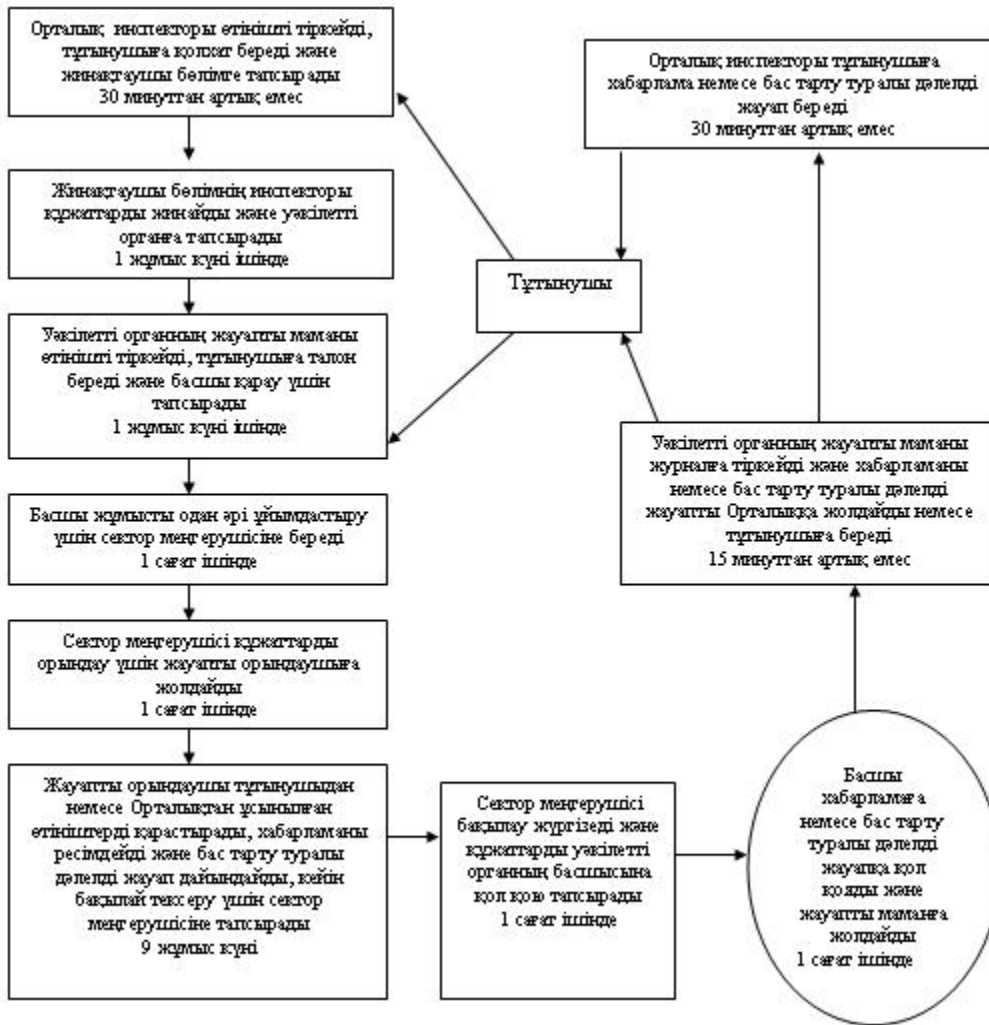 Орталық инспекторы өтінішті тіркейді,
тұтынушыға қолхат береді және
жинақтаушы бөлімге тапсырады
30 минуттан артық емес
Орталық инспекторы тұтынушыға
хабарлама немесе бас тарту туралы дәлелді
жауап береді
30 минуттан артық емес
Жинақтаушы бөлімнің инспекторы
құжаттарды жинайды және уәкілетті
органға тапсырады
1 жұмыс күні ішінде
Тұтынушы
Уәкілетті органның жауапты маманы
өтінішті тіркейді, тұтынушыға талон
береді және басшы қарау үшін
тапсырады
1 жұмыс күні ішінде
Уәкілетті органның жауапты маманы
журналға тіркейді және хабарламаны
немесе бас тарту туралы дәлелді
жауапты Орталыққа жолдайды немесе
тұтынушыға береді
15 минуттан артық емес
Басшы жұмысты одан әрі ұйымдастыру
үшін сектор меңгерушісіне береді
1 сағат ішінде
Сектор меңгерушісі құжаттарды
орындау үшін жауапты орындаушыға
жолдайды
1 сағат ішінде
Жауапты орындаушы тұтынушыдан
немесе Орталықтан ұсынылған
өтініштерді қарастырады, хабарламаны
ресімдейді және бас тарту туралы
дәлелді жауап дайындайды, кейін
бақылай тексеру үшін сектор
меңгерушісіне тапсырады
9 жұмыс күні
Сектор меңгерушісі
бақылау жүргізеді және
құжаттарды уәкілетті
органның басшысына
қол қою тапсырады
1 сағат ішінде
Басшы
хабарламаға
немесе бас тарту
туралы дәлелді
жауапқа қол
қояды және
жауапты маманға
жолдайды
1 сағат ішінде